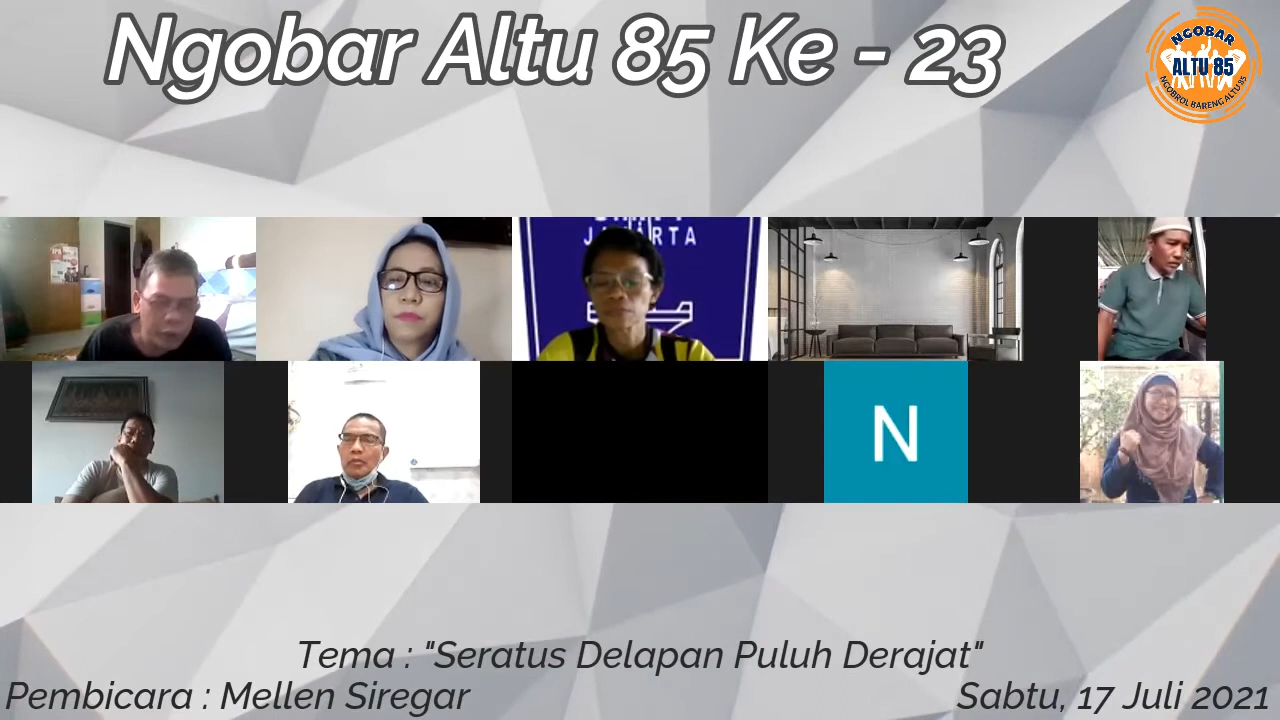 Ngobar Altu 85 Ke - 23
NGOBAR
ALTU 85
NGOBROL BARENG ALTU 85
JAKARTA
N
Tema : "Seratus Delapan Puluh Derajat"
Pembicara : Mellen Siregar
Sabtu, 17 Juli 2021